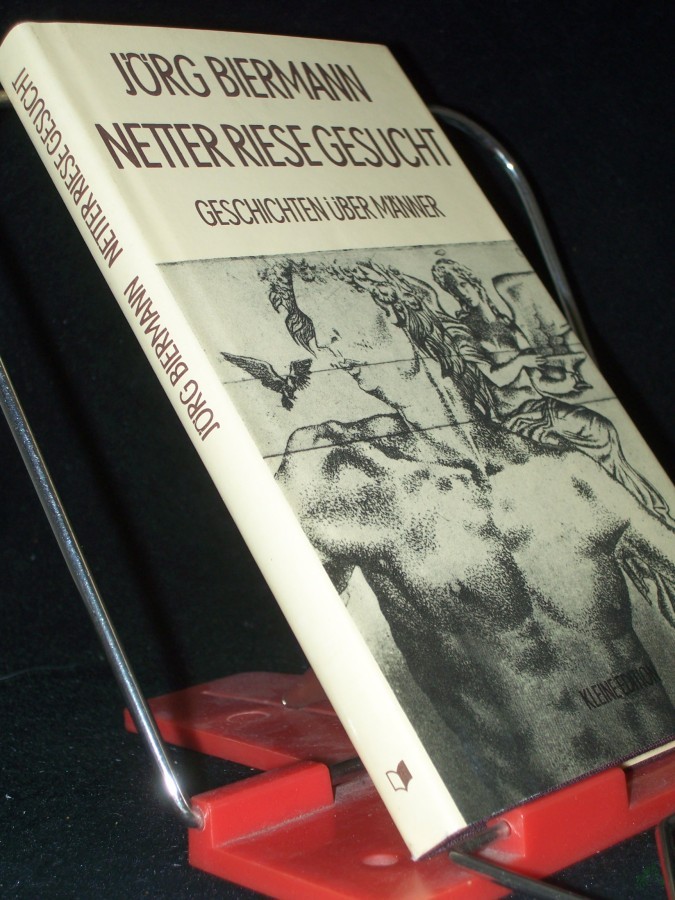 JÖRG BIERMANN
NETTER RIESE GESUCHT
GESCHICHTEN ÜBER MÄNNER
KLEINE EDITION
JÖRG BIERMANN NETTER RIESE GESUCHT